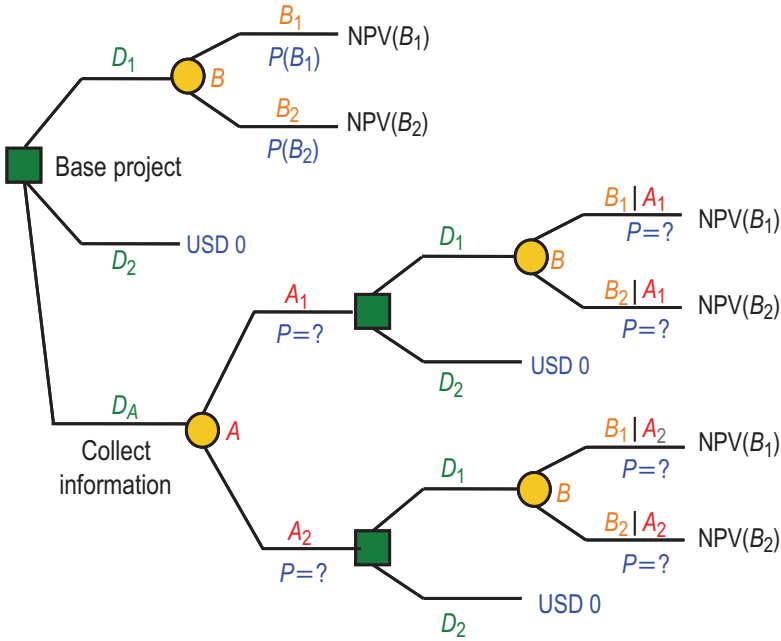 B₁
D₁ NPV(B₁)
P(B₁)
B
B₂
NPV(B₂)
P(B₂)
Base project
D₂ USD 0
B₁|A₁
NPV(B₁)
D₁ P=?
B
B₂|A₁
A₁ NPV(B₂)
P=? P=?
D₂ USD 0
D_A A
Collect
information
B₁|A₂
NPV(B₁)
D₁ P=?
B
B₂|A₂
A₂ NPV(B₂)
P=? P=?
D₂ USD 0